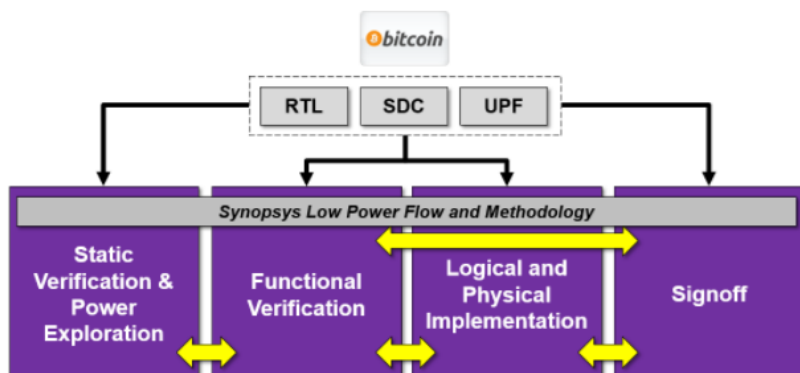 bitcoin
RTL SDC UPF
Synopsys Low Power Flow and Methodology
Static
Verification &
Power
Exploration
Functional
Verification
Logical and
Physical
Implementation
Signoff